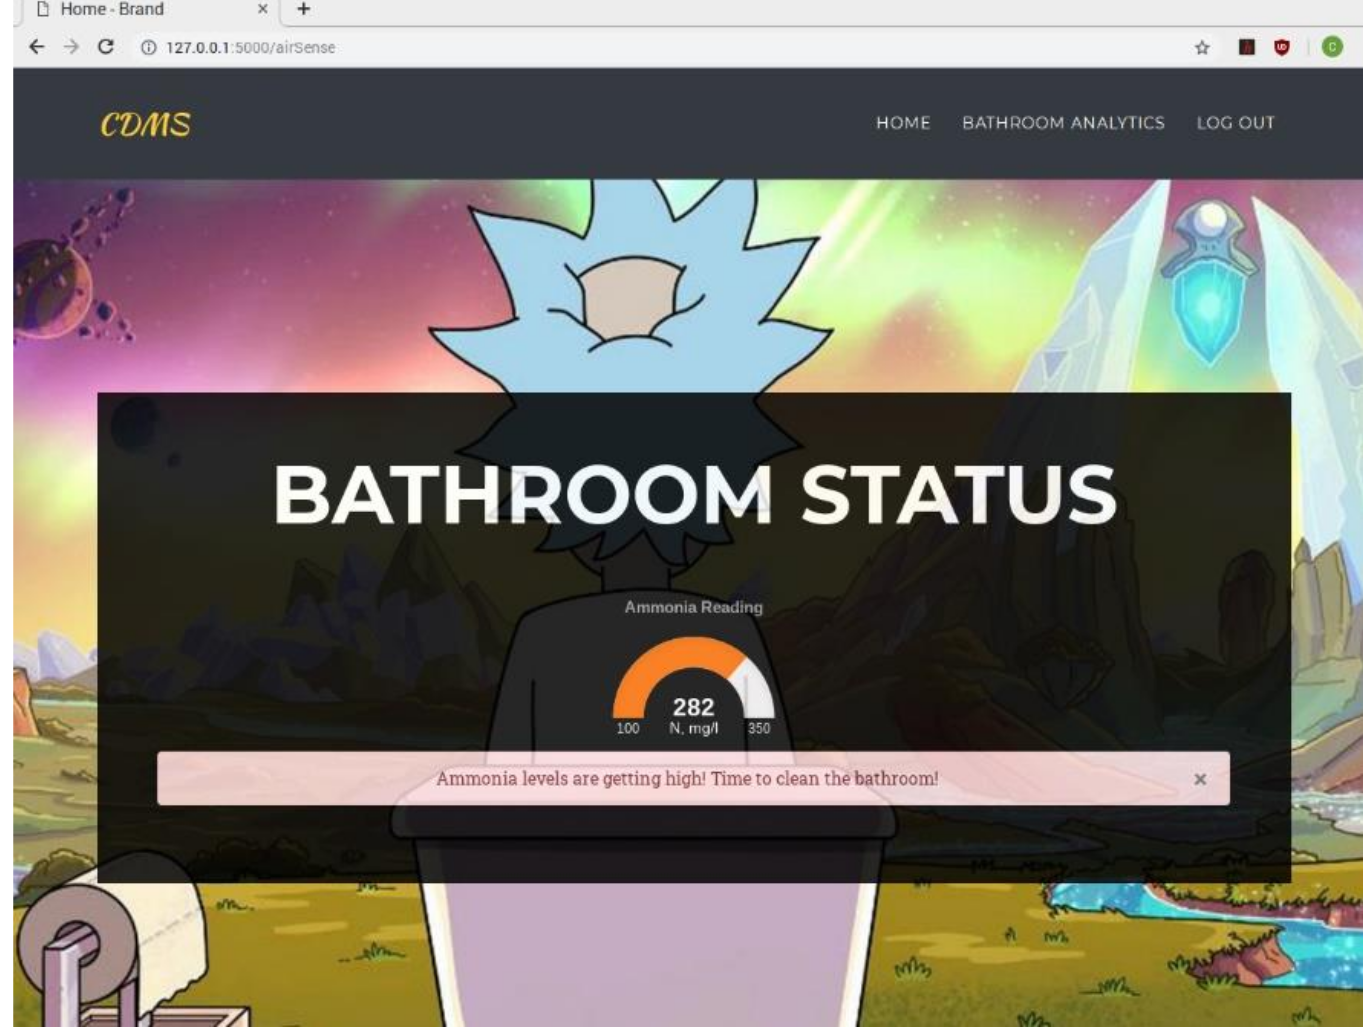 Home - Brand
127.0.0.1:5000/airSense
CDMS
HOME BATHROOM ANALYTICS LOG OUT
BATHROOM STATUS
Ammonia Reading
282
100 N, mg/l 350
Ammonia levels are getting high! Time to clean the bathroom! ×